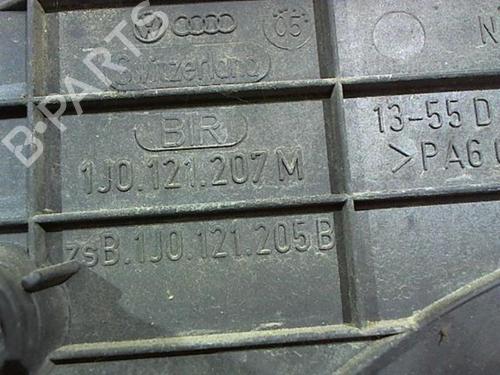 05
N
Switzerland
BIR
13-55 D
1J0.121.207 M
>PA6
zsB.1J0.121.205 B
B-PARTS